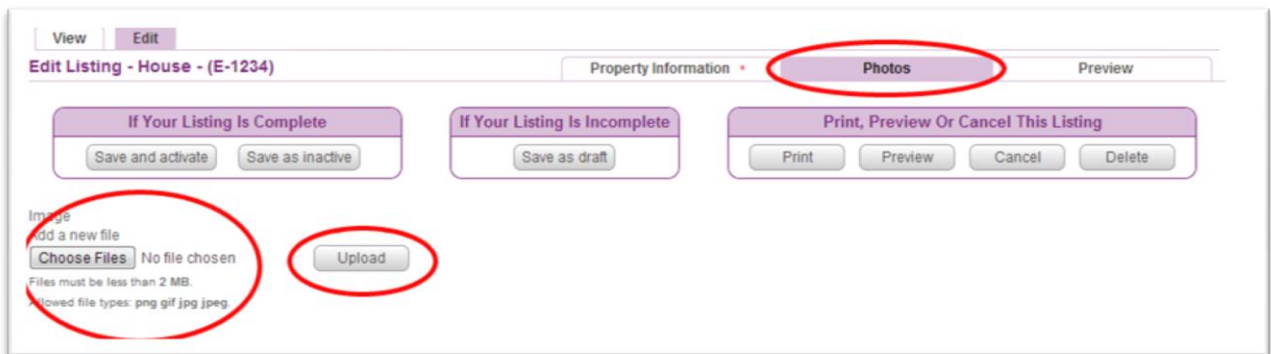 View Edit
Edit Listing - House - (E-1234) Property Information * Photos Preview
If Your Listing Is Complete If Your Listing Is Incomplete Print, Preview Or Cancel This Listing
Save and activate Save as inactive Save as draft Print Preview Cancel Delete
Image
Add a new file
Choose Files No file chosen Upload
Files must be less than 2 MB.
Allowed file types: png gif jpg jpeg.